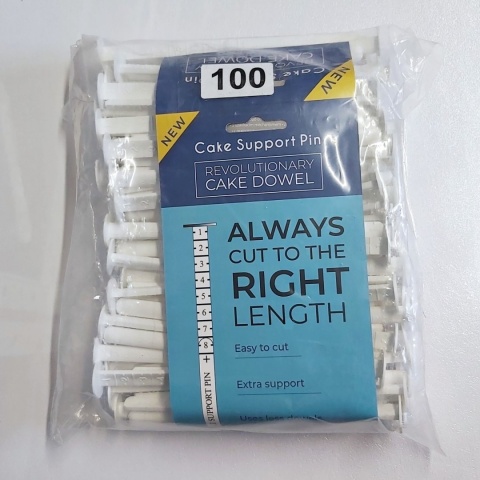 100
NEW
NEW
Cake Support Pin
REVOLUTIONARY
CAKE DOWEL
ALWAYS
CUT TO THE
RIGHT
LENGTH
1
2
3
4
5
6
7
8
Easy to cut
Extra support
SUPPORT PIN